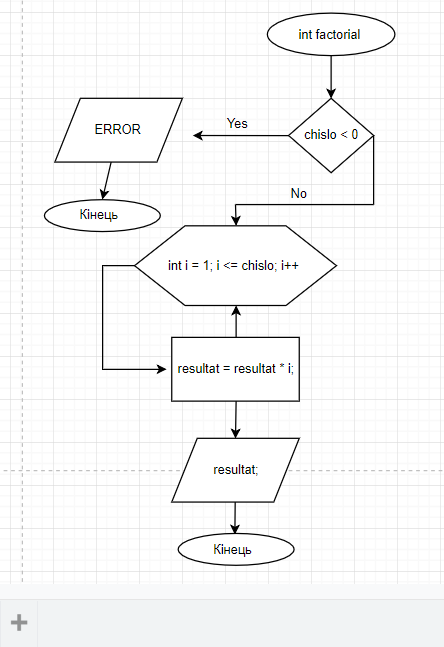 int factorial
chislo < 0
Yes
ERROR
Кінець
No
int i = 1; i <= chislo; i++
resultat = resultat * i;
resultat;
Кінець